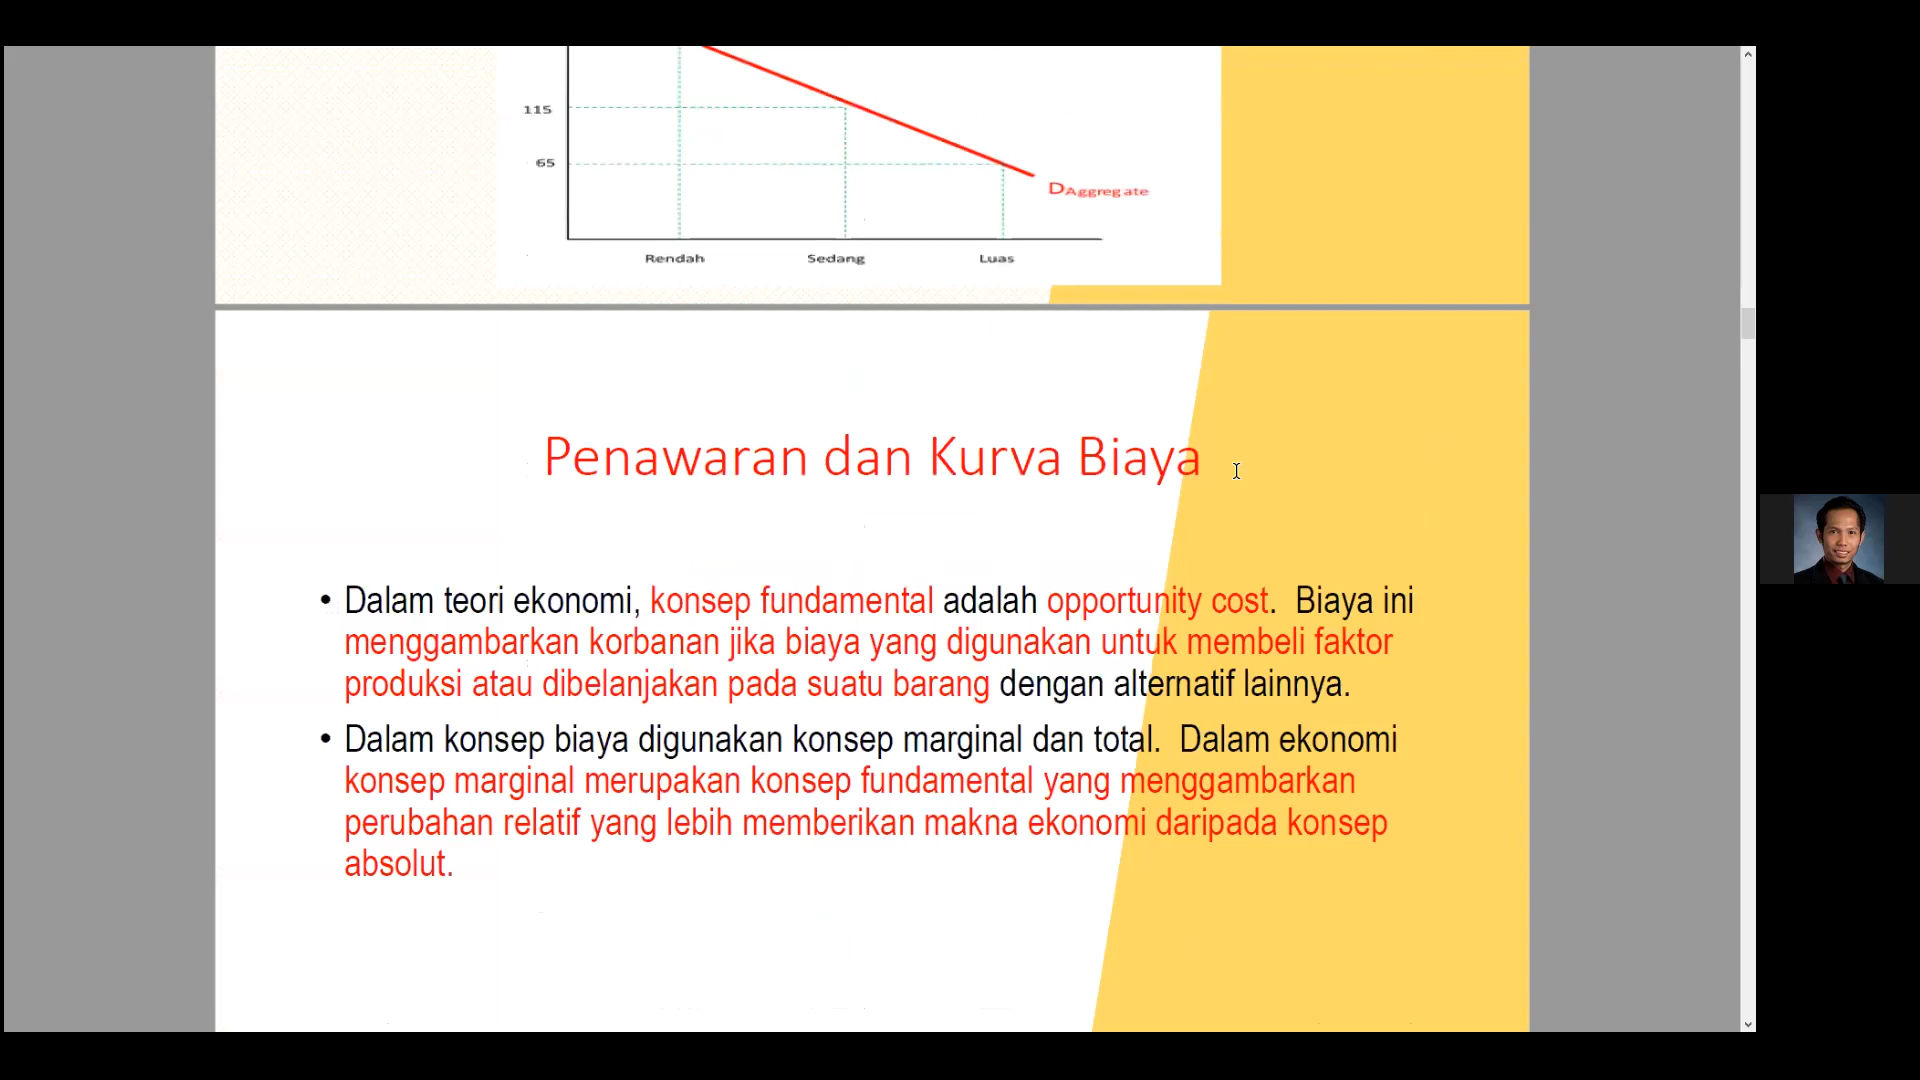 115
65
DAggregate
Rendah Sedang Luas
Penawaran dan Kurva Biaya
• Dalam teori ekonomi, konsep fundamental adalah opportunity cost. Biaya ini
menggambarkan korbanan jika biaya yang digunakan untuk membeli faktor
produksi atau dibelanjakan pada suatu barang dengan alternatif lainnya.
• Dalam konsep biaya digunakan konsep marginal dan total. Dalam ekonomi
konsep marginal merupakan konsep fundamental yang menggambarkan
perubahan relatif yang lebih memberikan makna ekonomi daripada konsep
absolut.